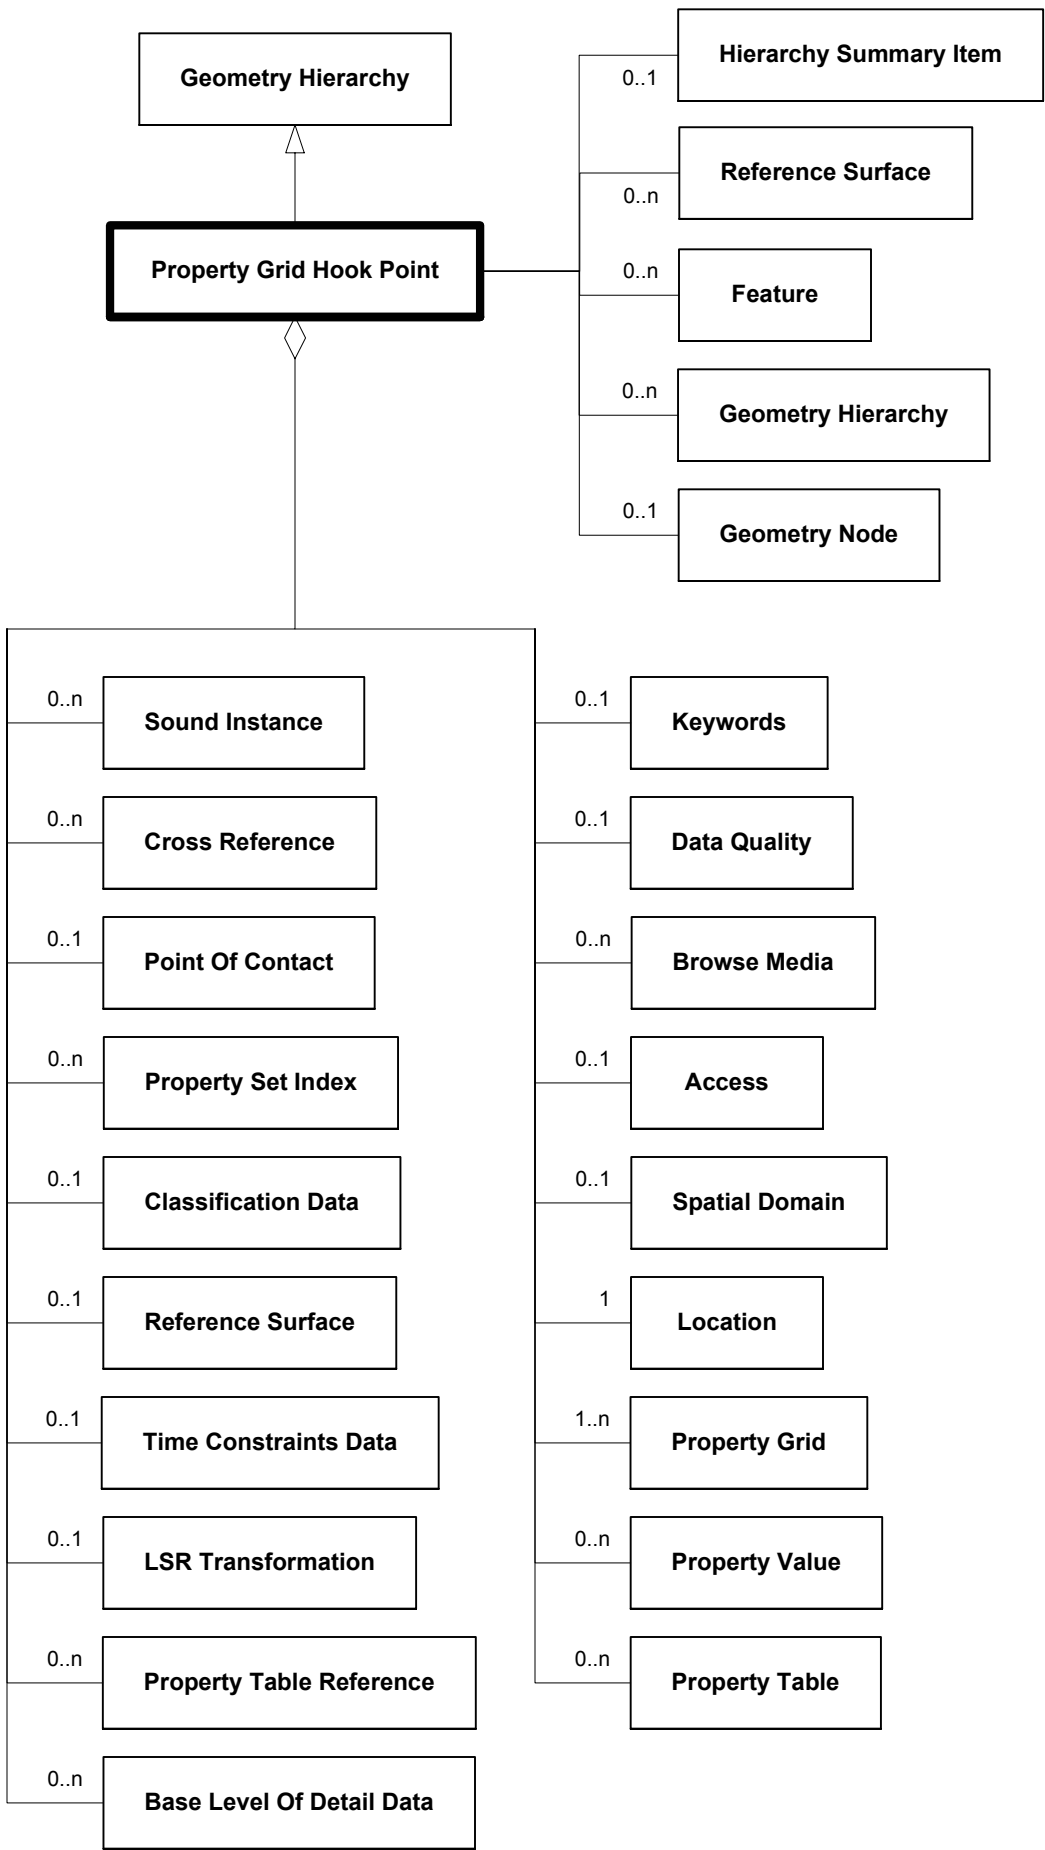 Geometry Hierarchy
Property Grid Hook Point
0..1
Hierarchy Summary Item
0..n
Reference Surface
0..n
Feature
0..n
Geometry Hierarchy
0..1
Geometry Node
0..n
Sound Instance
0..n
Cross Reference
0..1
Point Of Contact
0..n
Property Set Index
0..1
Classification Data
0..1
Reference Surface
0..1
Time Constraints Data
0..1
LSR Transformation
0..n
Property Table Reference
0..n
Base Level Of Detail Data
0..1
Keywords
0..1
Data Quality
0..n
Browse Media
0..1
Access
0..1
Spatial Domain
1
Location
1..n
Property Grid
0..n
Property Value
0..n
Property Table